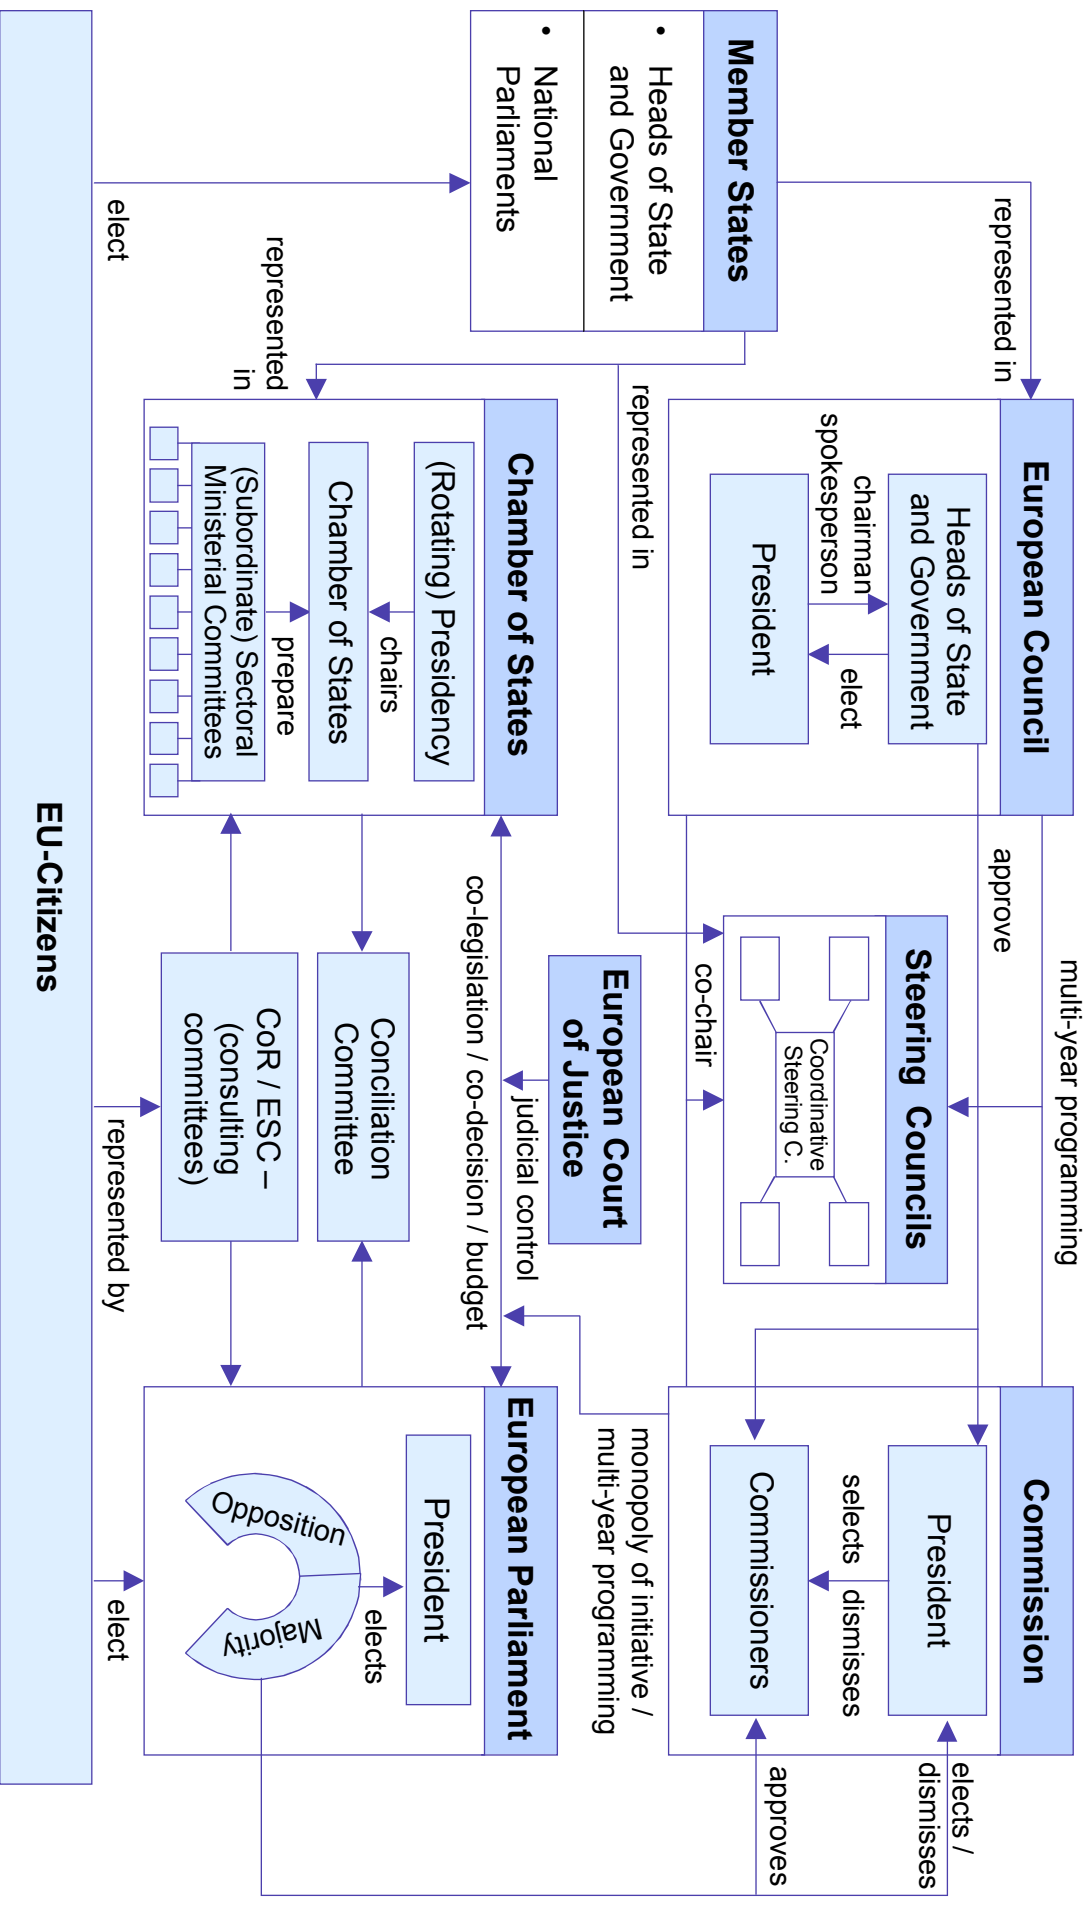 Member States
• Heads of State
and Government
• National
Parliaments
represented in
European Council
Heads of State
and Government
chairman
spokesperson
elect
President
approve
multi-year programming
Steering Councils
Coordinative
Steering C.
co-chair
represented in
Commission
President
selects dismisses
Commissioners
elects /
dismisses
approves
monopoly of initiative /
multi-year programming
European Court
of Justice
judicial control
co-legislation / co-decision / budget
represented
in
Chamber of States
(Rotating) Presidency
chairs
Chamber of States
prepare
(Subordinate) Sectoral
Ministerial Committees
Conciliation
Committee
CoR / ESC –
(consulting
committees)
European Parliament
President
elects
Opposition
Majority
elect
represented by
elect
EU-Citizens